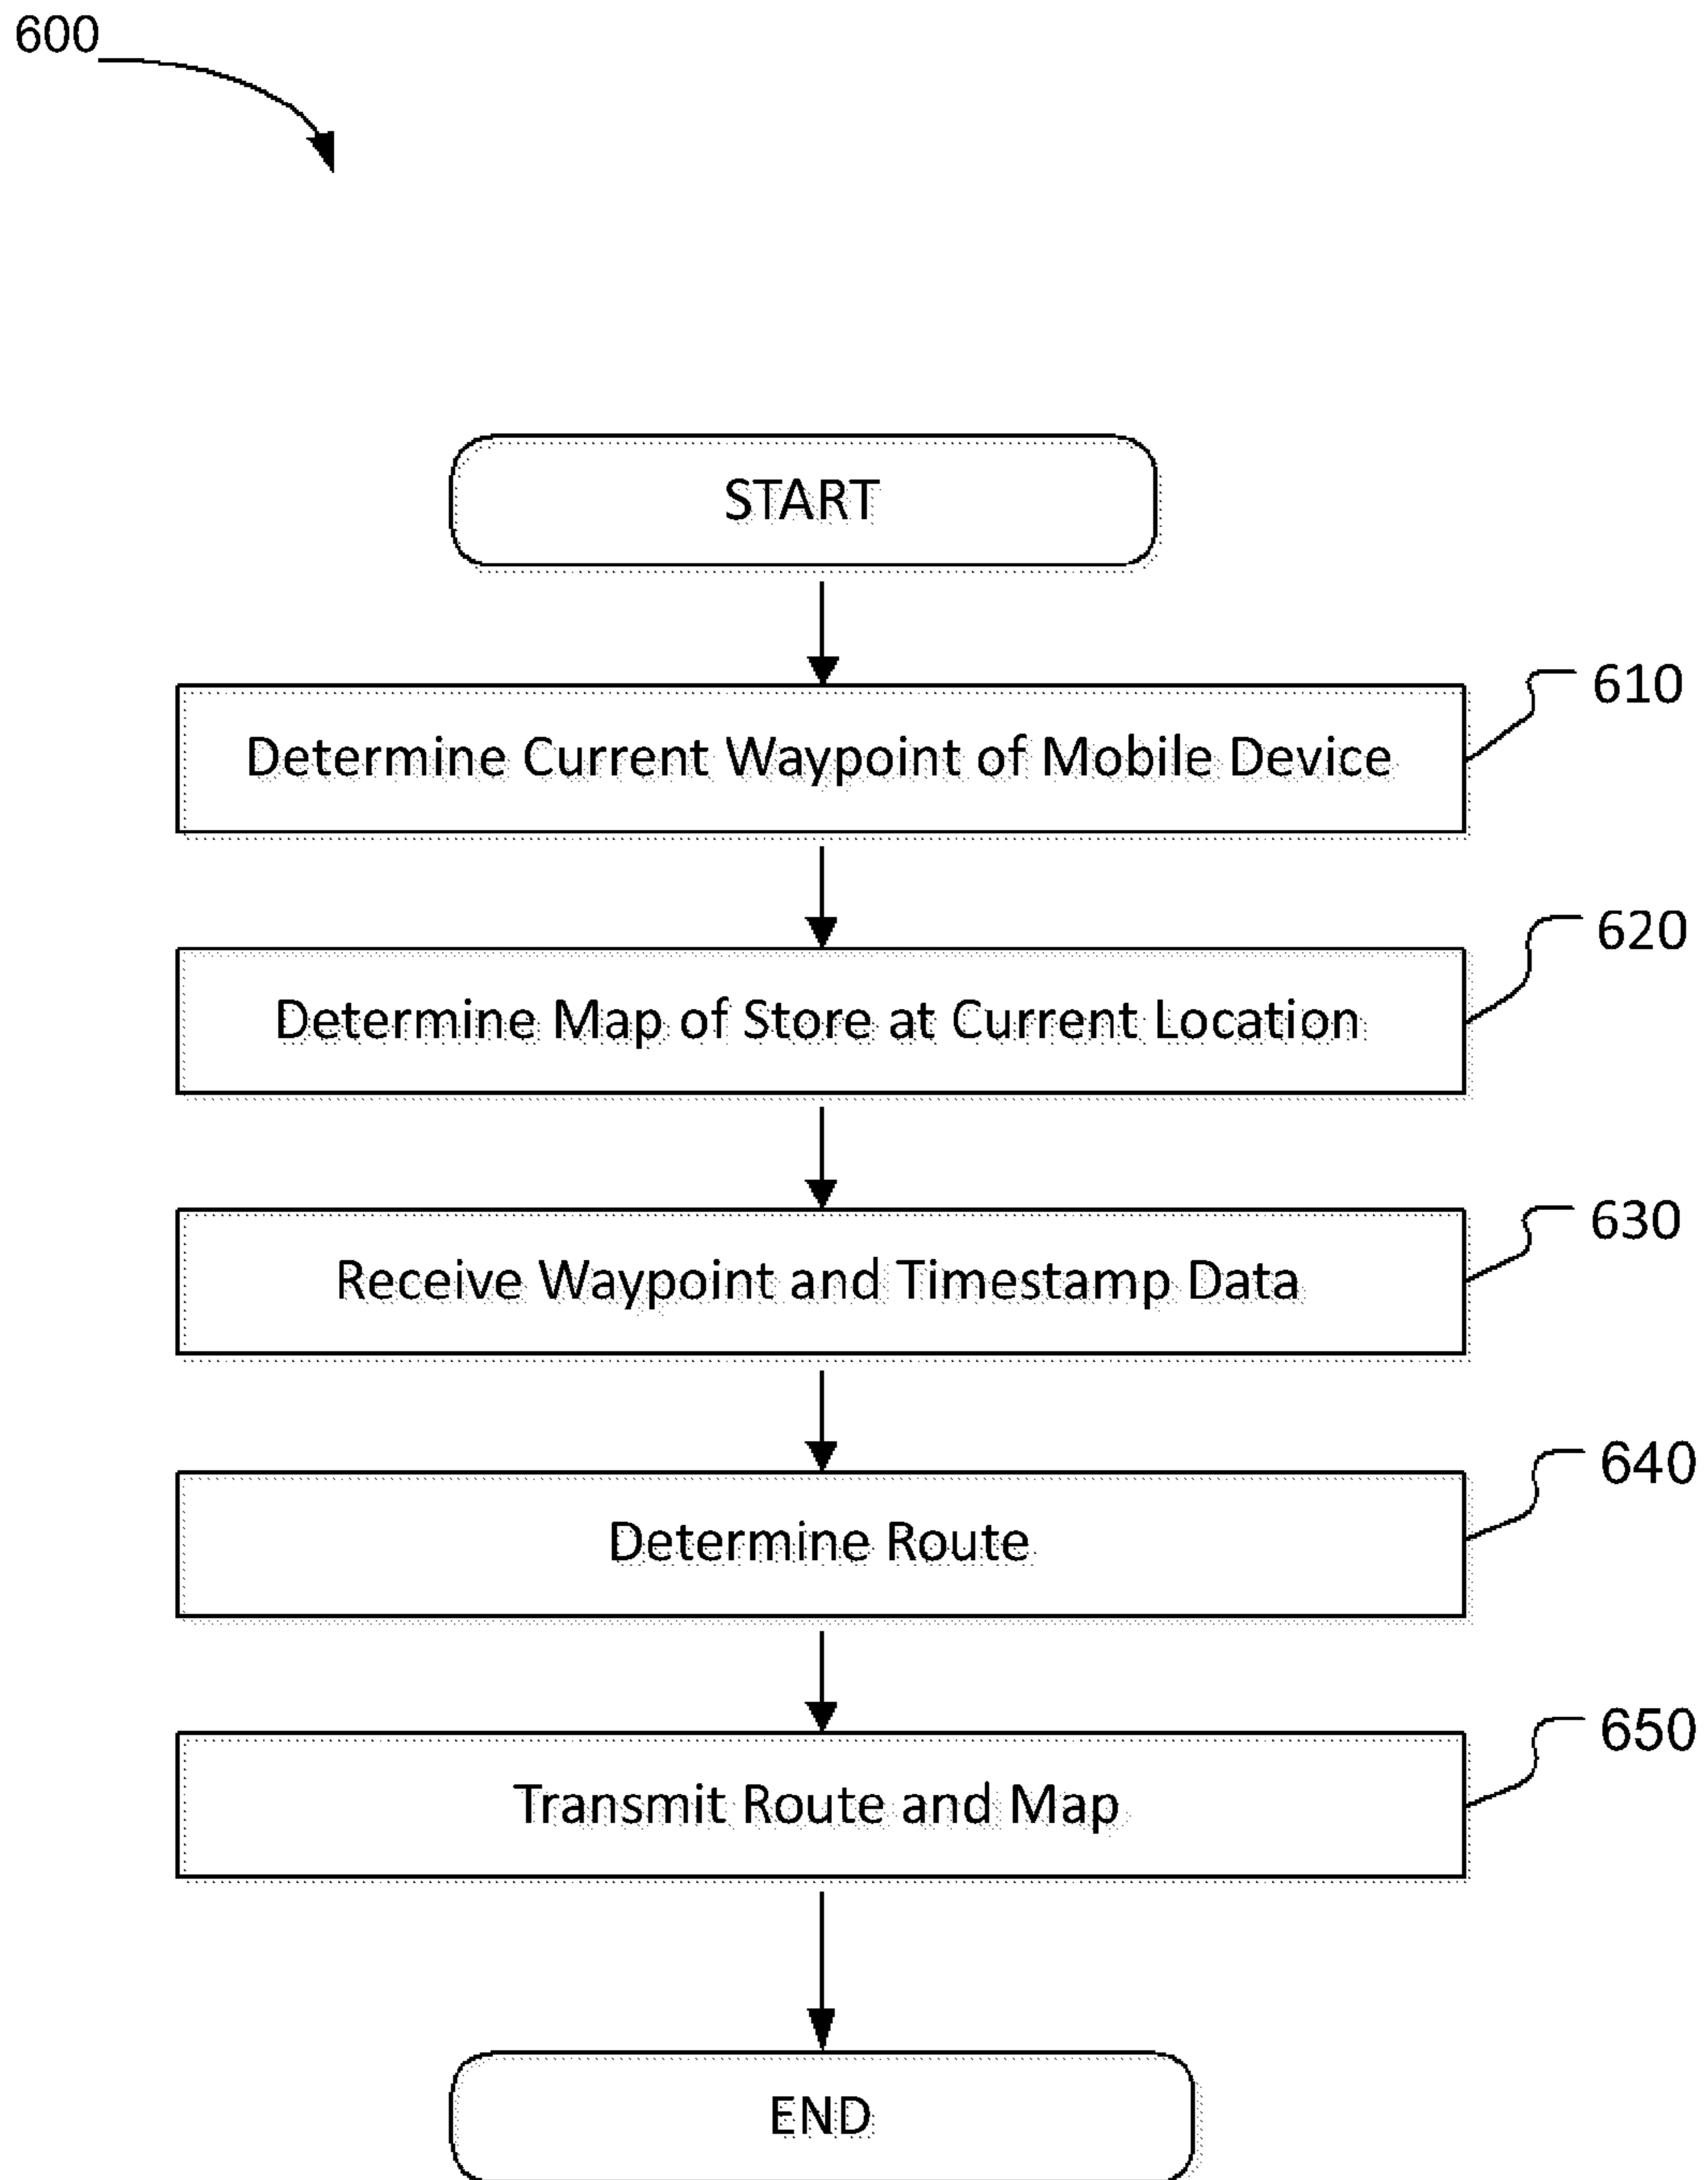 600
START
Determine Current Waypoint of Mobile Device
610
Determine Map of Store at Current Location
620
Receive Waypoint and Timestamp Data
630
Determine Route
640
Transmit Route and Map
650
END